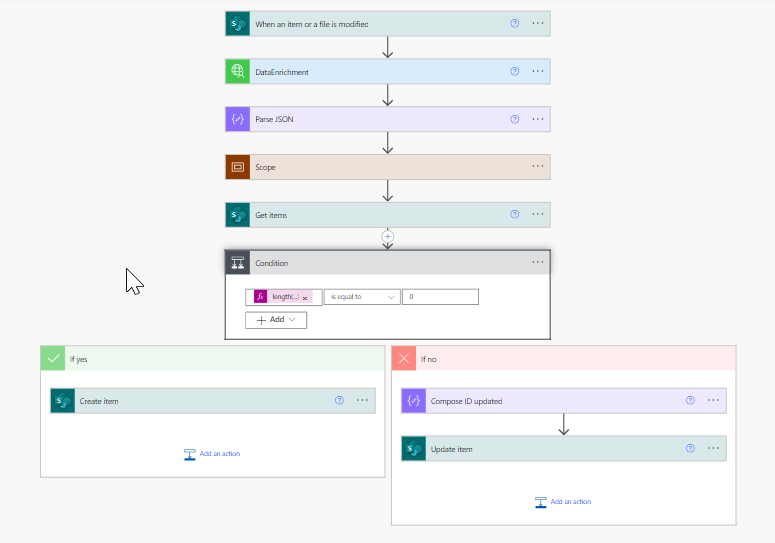 When an item or a file is modified
DataEnrichment
Parse JSON
Scope
Get items
Condition
length(...) is equal to 0
Add
If yes
Create item
Add an action
If no
Compose ID updated
Update item
Add an action